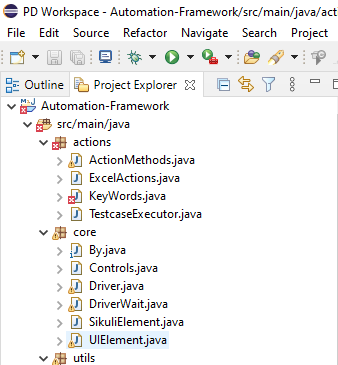 PD Workspace - Automation-Framework/src/main/java/act
File Edit Source Refactor Navigate Search Project
Outline Project Explorer
Automation-Framework
src/main/java
actions
ActionMethods.java
ExcelActions.java
KeyWords.java
TestcaseExecutor.java
core
By.java
Controls.java
Driver.java
DriverWait.java
SikuliElement.java
UIElement.java
utils